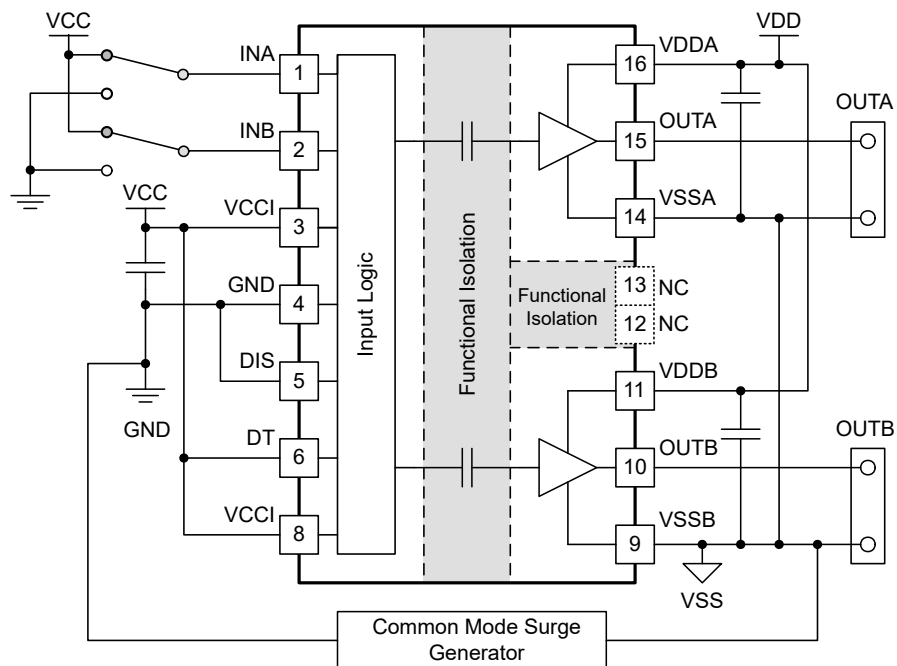 VCC
INA
1
INB
2
VCC
VCCI
3
GND
4
DIS
5
GND
DT
6
VCCI
8
Input Logic
Functional Isolation
Functional
Isolation
VDD
16
VDDA
15
OUTA
14
VSSA
OUTA
13
NC
12
NC
11
VDDB
10
OUTB
9
VSSB
OUTB
VSS
Common Mode Surge
Generator